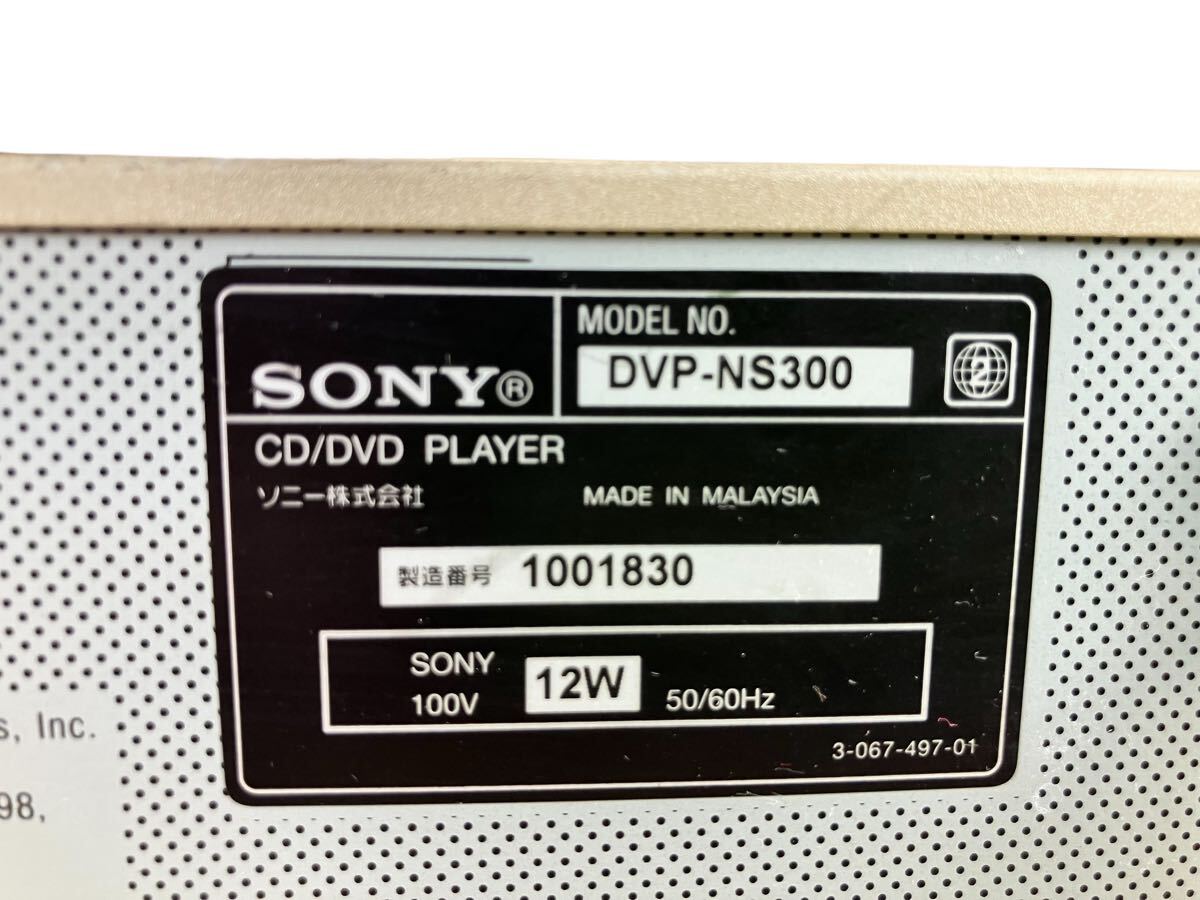 SONY®
MODEL NO.
DVP-NS300
2
CD/DVD PLAYER
ソニー株式会社
MADE IN MALAYSIA
製造番号 1001830
SONY
100V
12W
50/60Hz
3-067-497-01
s, Inc.
98,